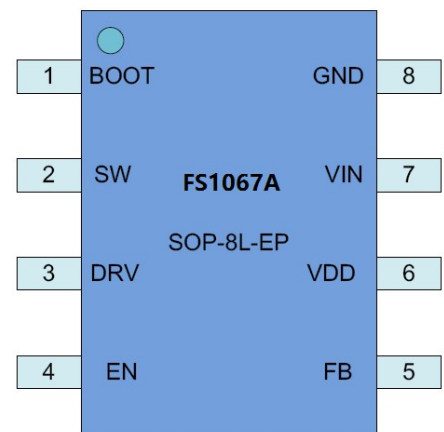 1 BOOT GND 8
2 SW FS1067A VIN 7
SOP-8L-EP
3 DRV VDD 6
4 EN FB 5